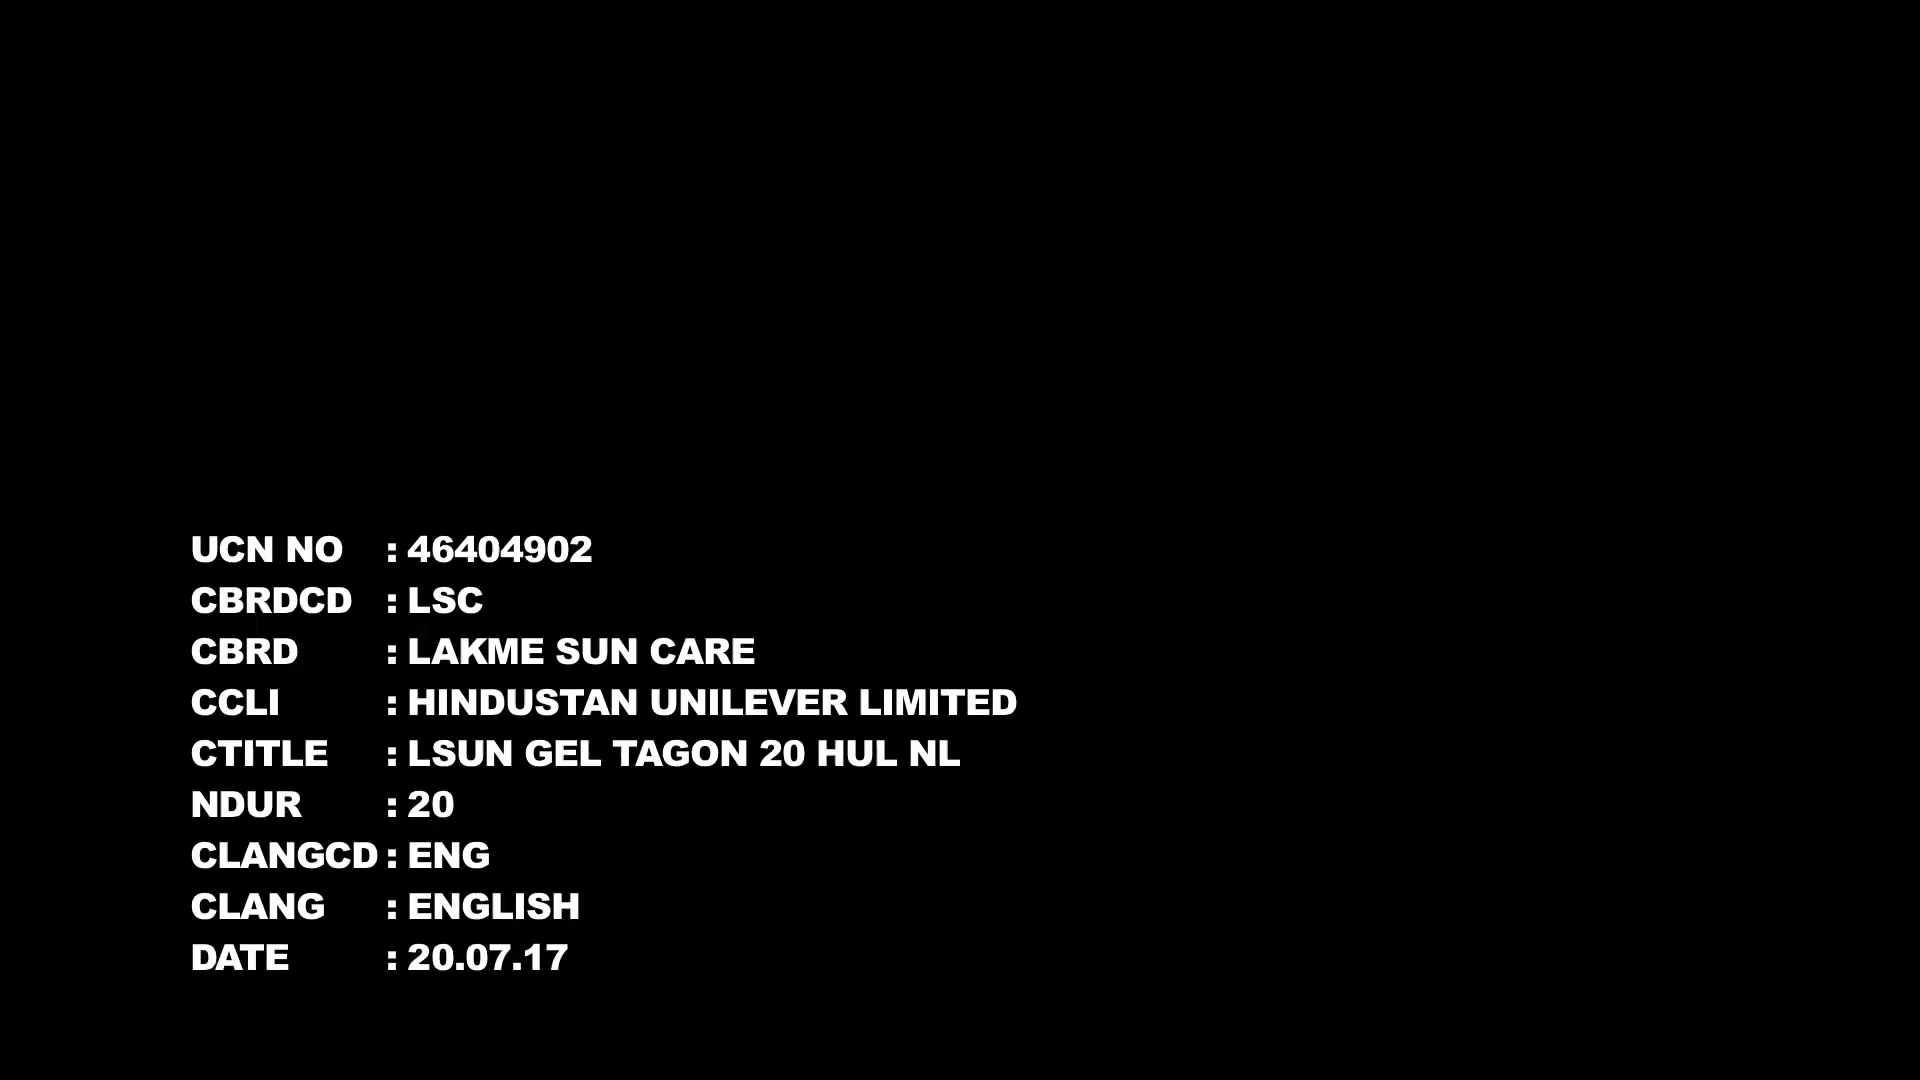 UCN NO : 46404902
CBRDCD : LSC
CBRD : LAKME SUN CARE
CCLI : HINDUSTAN UNILEVER LIMITED
CTITLE : LSUN GEL TAGON 20 HUL NL
NDUR : 20
CLANGCD : ENG
CLANG : ENGLISH
DATE : 20.07.17